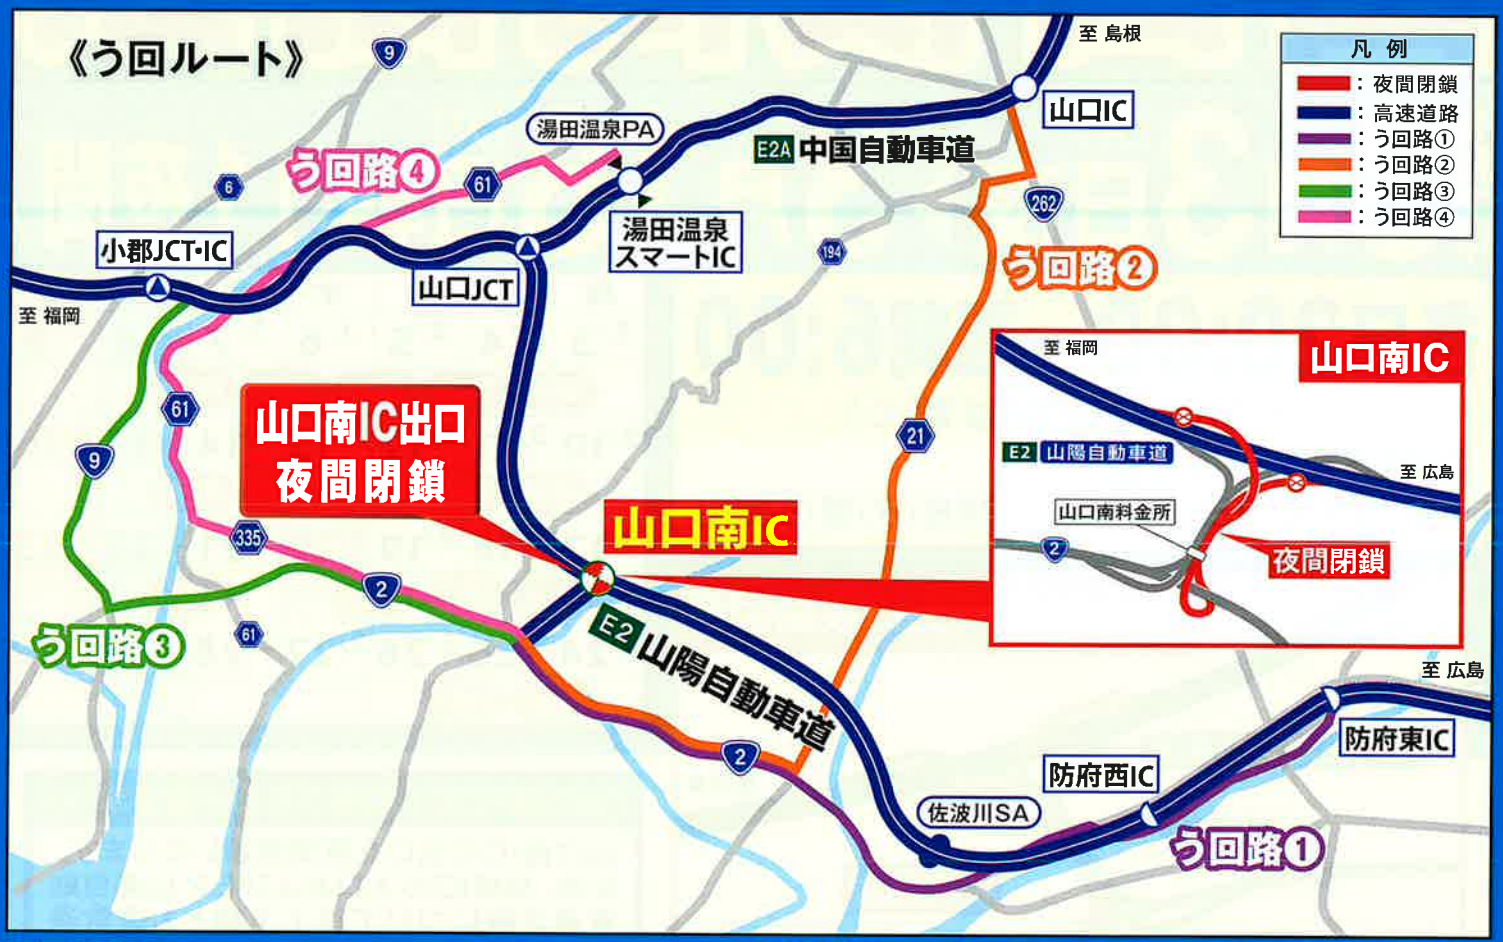 《う回ルート》
9
至 島根
凡 例
：夜間閉鎖
：高速道路
：う回路①
：う回路②
：う回路③
：う回路④
山口IC
湯田温泉PA
E2A 中国自動車道
う回路④
61
6
262
湯田温泉
スマートIC
194
小郡JCT・IC
山口JCT
う回路②
至 福岡
山口南IC
至 福岡
E2 山陽自動車道
至 広島
山口南料金所
2
夜間閉鎖
61
山口南IC出口
夜間閉鎖
21
9
山口南IC
335
2
う回路③
61
E2 山陽自動車道
至 広島
2
防府東IC
防府西IC
佐波川SA
う回路①